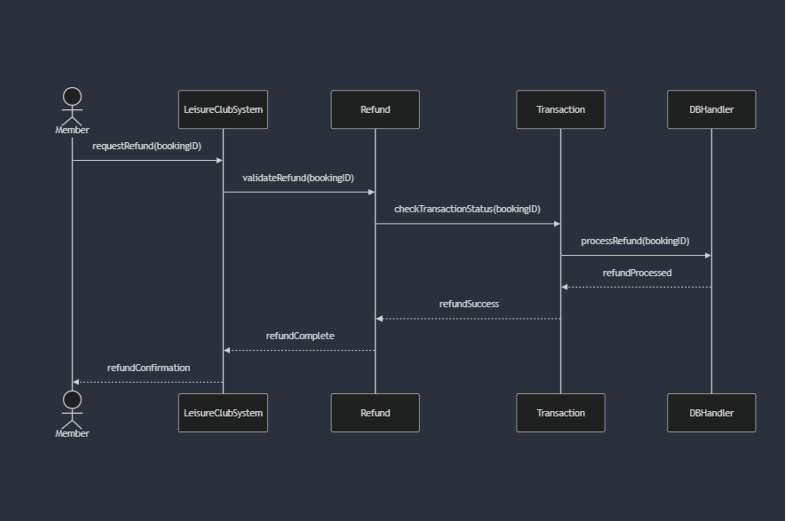 LeisureClubSystem
Refund
Transaction
DBHandler
Member
requestRefund(bookingID)
validateRefund(bookingID)
checkTransactionStatus(bookingID)
processRefund(bookingID)
refundProcessed
refundSuccess
refundComplete
refundConfirmation
LeisureClubSystem
Refund
Transaction
DBHandler
Member